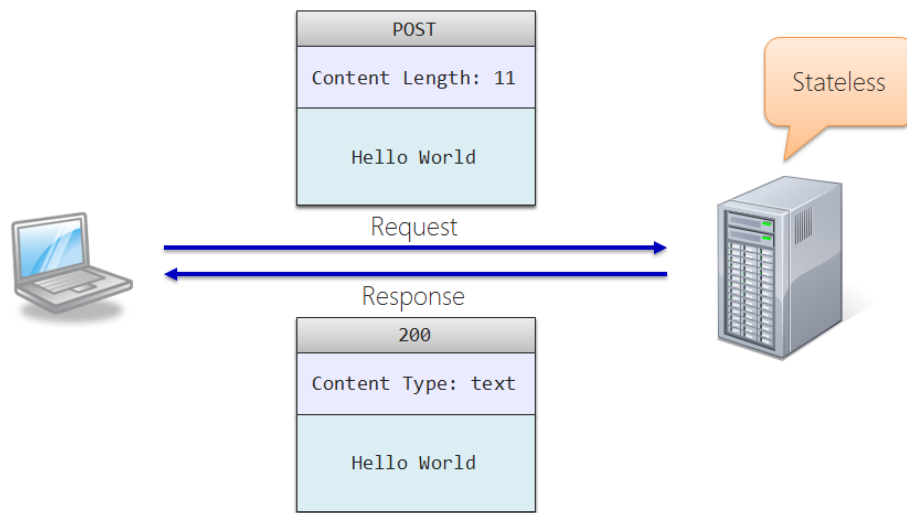 POST
Content Length: 11
Stateless
Hello World
Request
Response
200
Content Type: text
Hello World